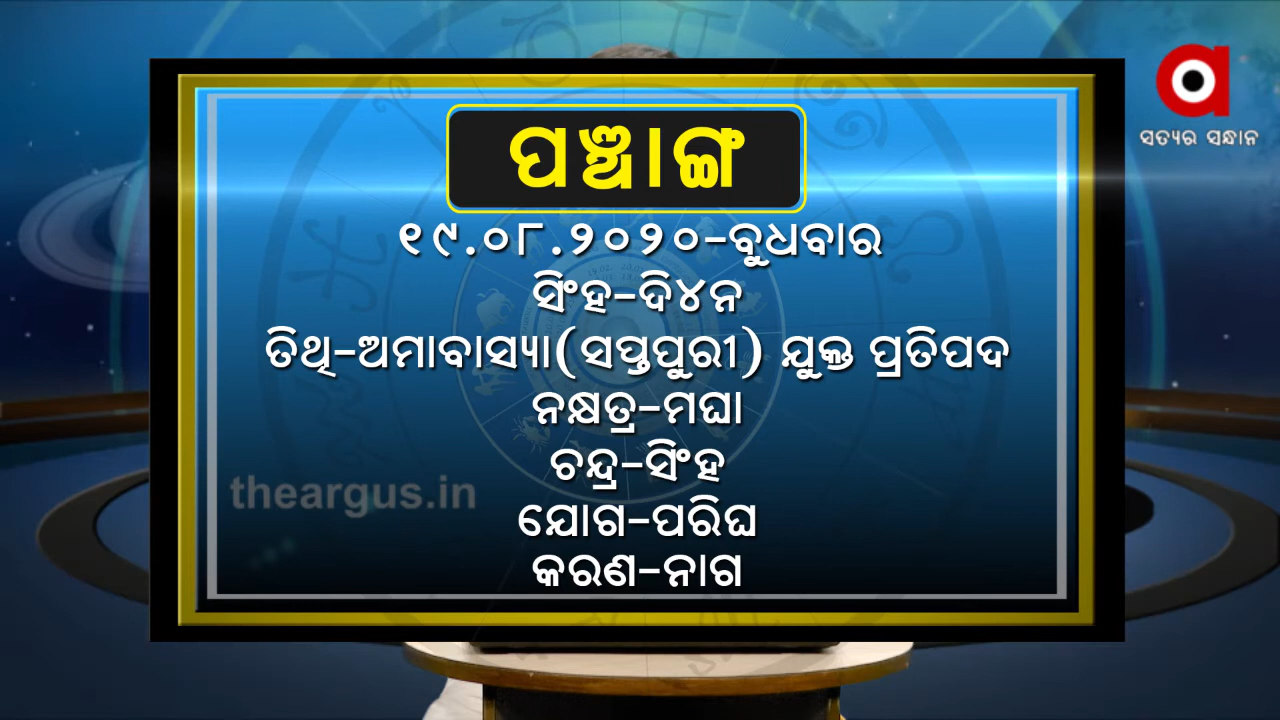 ପଞ୍ଚାଙ୍ଗ
ସତ୍ୟର ସନ୍ଧାନ
୧୯.୦୮.୨୦୨୦-ବୁଧବାର
ସିଂହ-ଦି୪ନ
ତିଥି-ଅମାବାସ୍ୟା(ସପ୍ତପୁରୀ) ଯୁକ୍ତ ପ୍ରତିପଦ
ନକ୍ଷତ୍ର-ମଘା
ଚନ୍ଦ୍ର-ସିଂହ
theargus.in
ଯୋଗ-ପରିଘ
କରଣ-ନାଗ